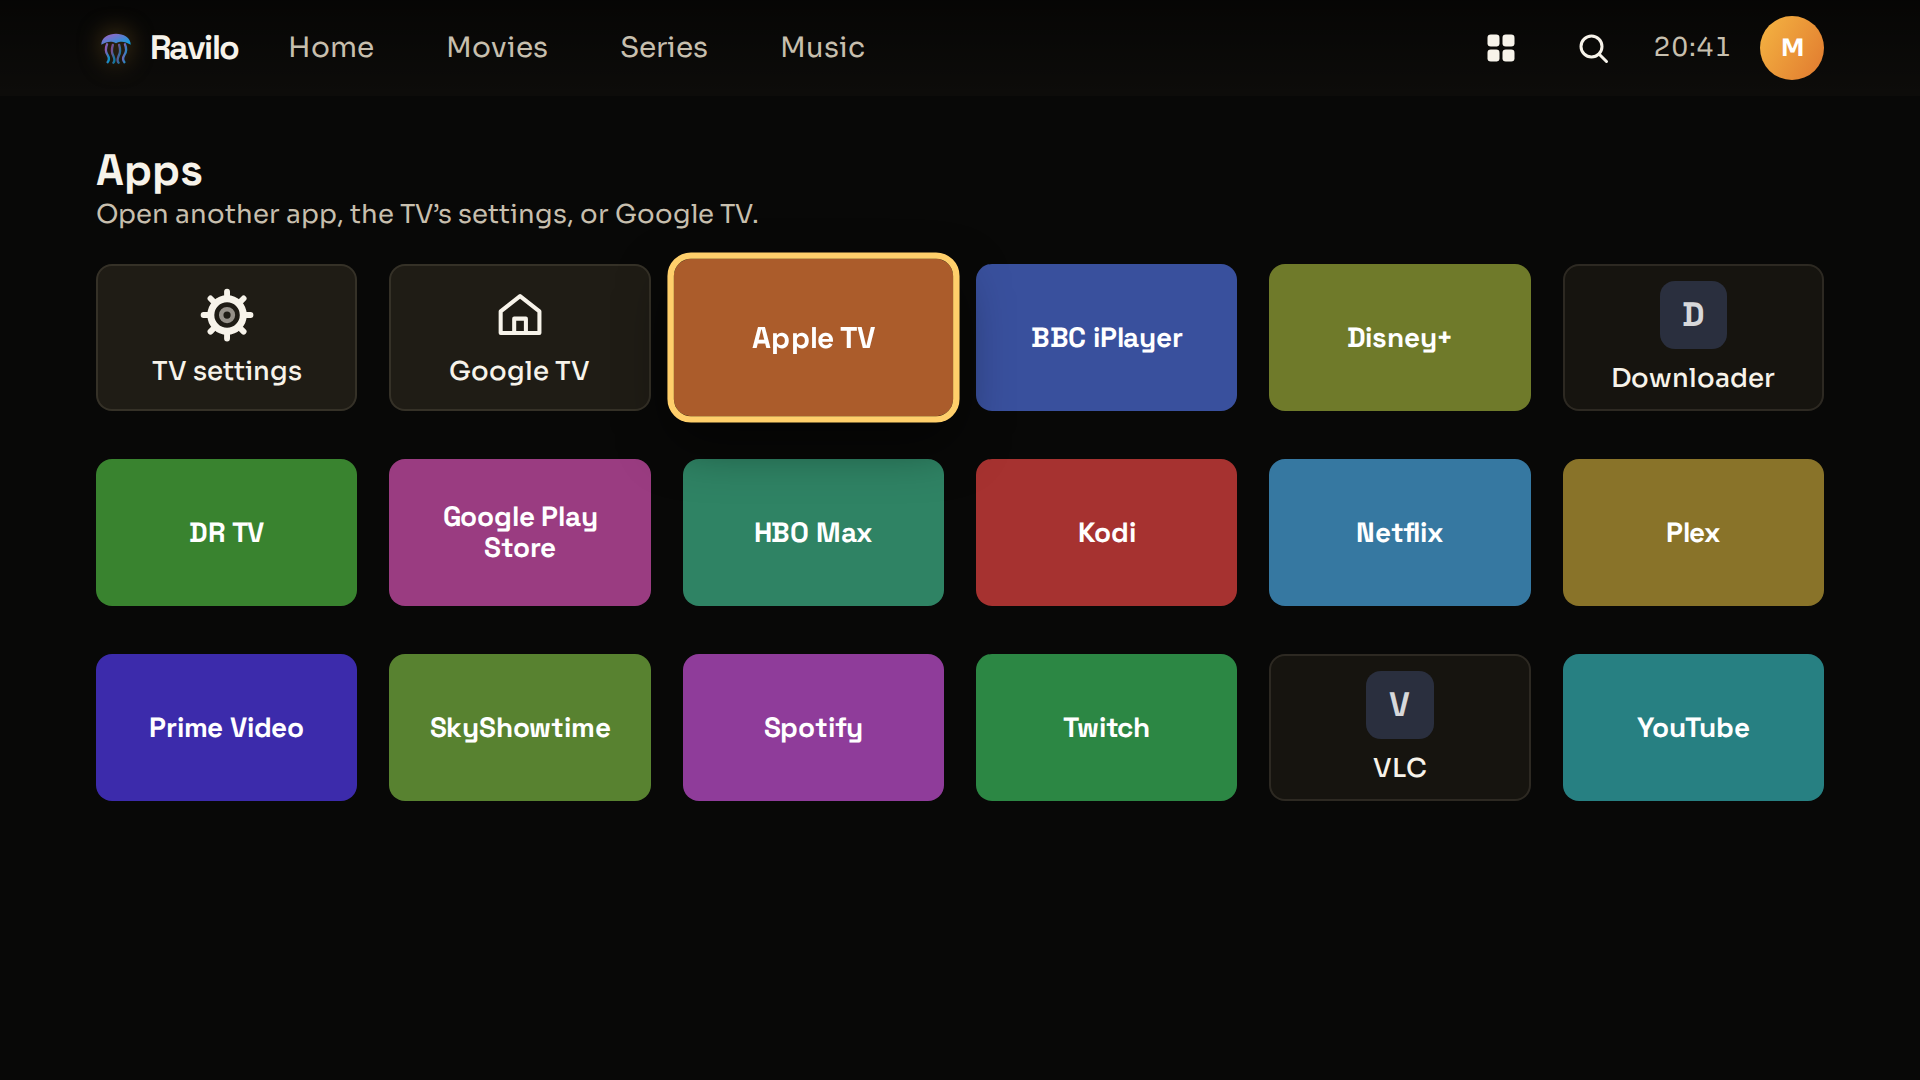 Ravilo
Home
Movies
Series
Music
20:41
M
Apps
Open another app, the TV’s settings, or Google TV.
TV settings
Google TV
Apple TV
BBC iPlayer
Disney+
D
Downloader
DR TV
Google Play
Store
HBO Max
Kodi
Netflix
Plex
Prime Video
SkyShowtime
Spotify
Twitch
V
VLC
YouTube